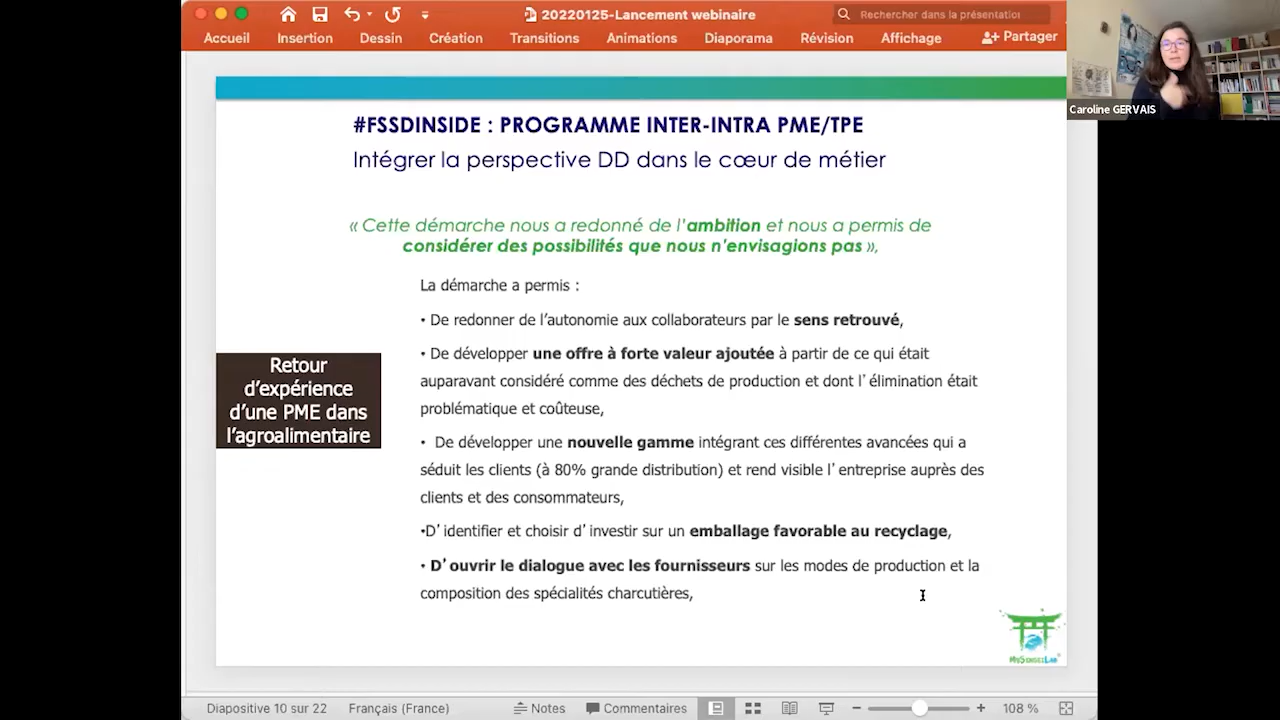 20220125-Lancement webinaire
Rechercher dans la présentation
Accueil
Insertion
Dessin
Création
Transitions
Animations
Diaporama
Révision
Affichage
Partager
Caroline GERVAIS
#FSSDINSIDE : PROGRAMME INTER-INTRA PME/TPE
Intégrer la perspective DD dans le cœur de métier
« Cette démarche nous a redonné de l'ambition et nous a permis de
considérer des possibilités que nous n'envisagions pas »,
La démarche a permis :
• De redonner de l'autonomie aux collaborateurs par le sens retrouvé,
• De développer une offre à forte valeur ajoutée à partir de ce qui était
auparavant considéré comme des déchets de production et dont l'élimination était
problématique et coûteuse,
• De développer une nouvelle gamme intégrant ces différentes avancées qui a
séduit les clients (à 80% grande distribution) et rend visible l'entreprise auprès des
clients et des consommateurs,
•D'identifier et choisir d'investir sur un emballage favorable au recyclage,
• D'ouvrir le dialogue avec les fournisseurs sur les modes de production et la
composition des spécialités charcutières,
Retour
d'expérience
d'une PME dans
l'agroalimentaire
MySenseiLab
Diapositive 10 sur 22
Français (France)
Notes
Commentaires
108 %